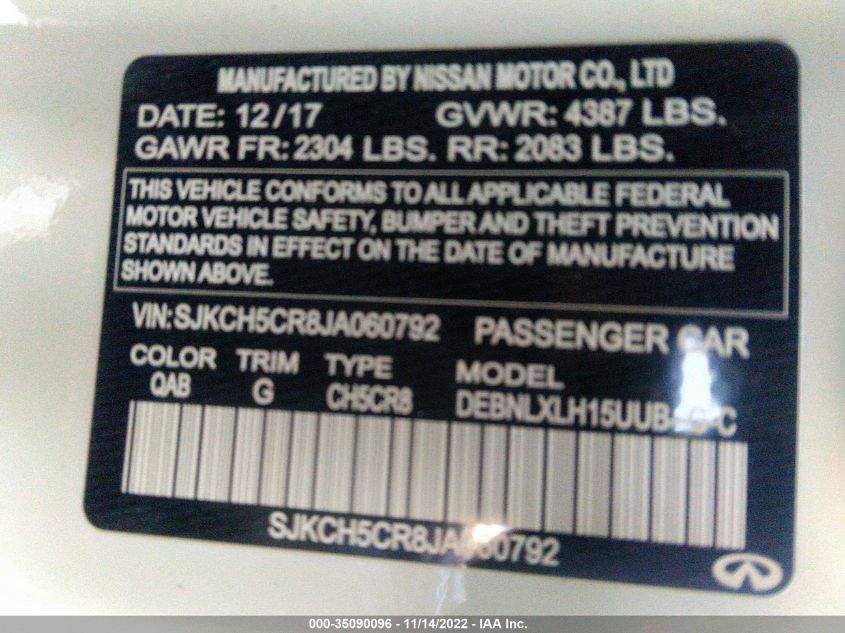 MANUFACTURED BY NISSAN MOTOR CO., LTD
DATE: 12/17 GVWR: 4387 LBS.
GAWR FR: 2304 LBS. RR: 2083 LBS.
THIS VEHICLE CONFORMS TO ALL APPLICABLE FEDERAL
MOTOR VEHICLE SAFETY, BUMPER AND THEFT PREVENTION
STANDARDS IN EFFECT ON THE DATE OF MANUFACTURE
SHOWN ABOVE.
VIN: SJKCH5CR8JA060792 PASSENGER CAR
COLOR TRIM TYPE MODEL
QAB G CH5CR8
SJKCH5CR8JA060792
000-35090096 - 11/14/2022 - IAA Inc.